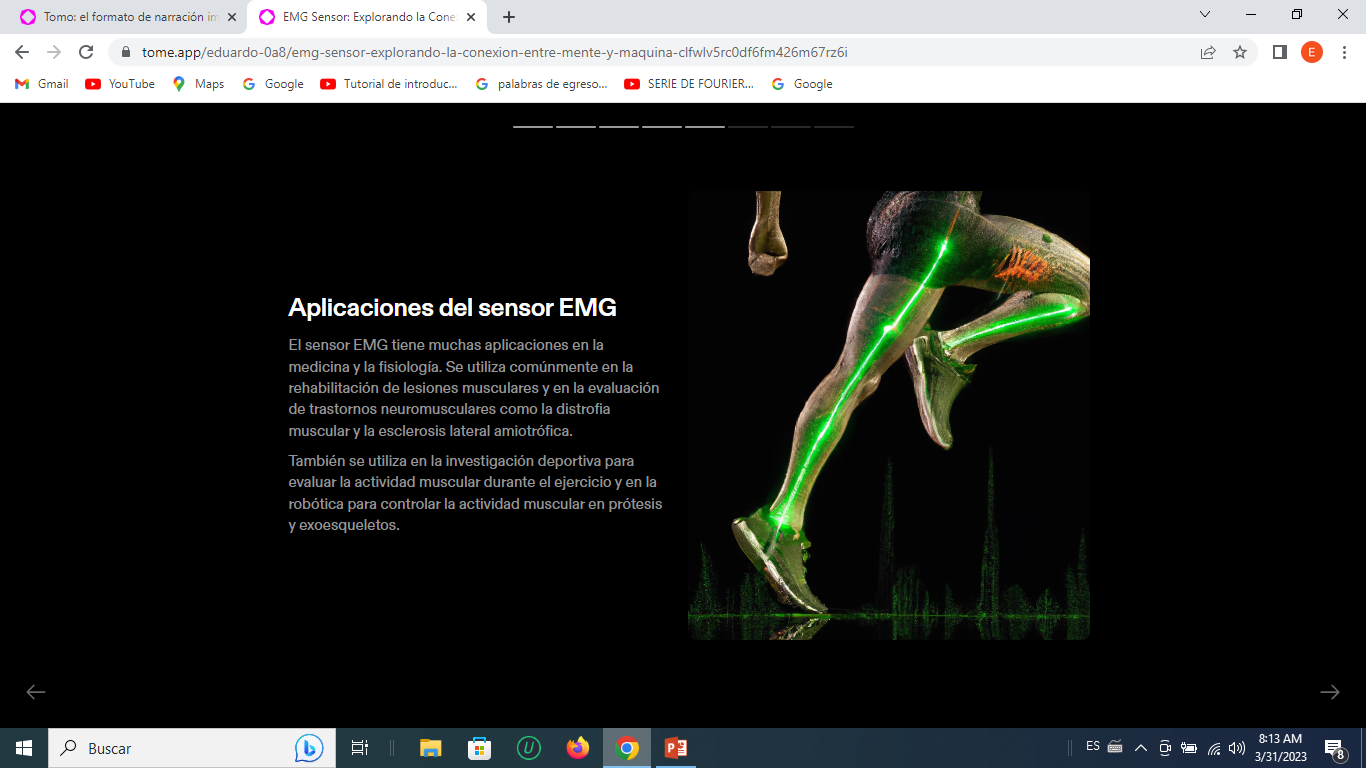 Tomo: el formato de narración im
EMG Sensor: Explorando la Cone
tome.app/eduardo-0a8/emg-sensor-explorando-la-conexion-entre-mente-y-maquina-clfwlv5rc0df6fm426m67rz6i
E
Gmail
YouTube
Maps
Google
Tutorial de introduc...
palabras de egreso...
SERIE DE FOURIER...
Google
Aplicaciones del sensor EMG
El sensor EMG tiene muchas aplicaciones en la
medicina y la fisiología. Se utiliza comúnmente en la
rehabilitación de lesiones musculares y en la evaluación
de trastornos neuromusculares como la distrofia
muscular y la esclerosis lateral amiotrófica.
También se utiliza en la investigación deportiva para
evaluar la actividad muscular durante el ejercicio y en la
robótica para controlar la actividad muscular en prótesis
y exoesqueletos.
Buscar
ES
8:13 AM
3/31/2023
8